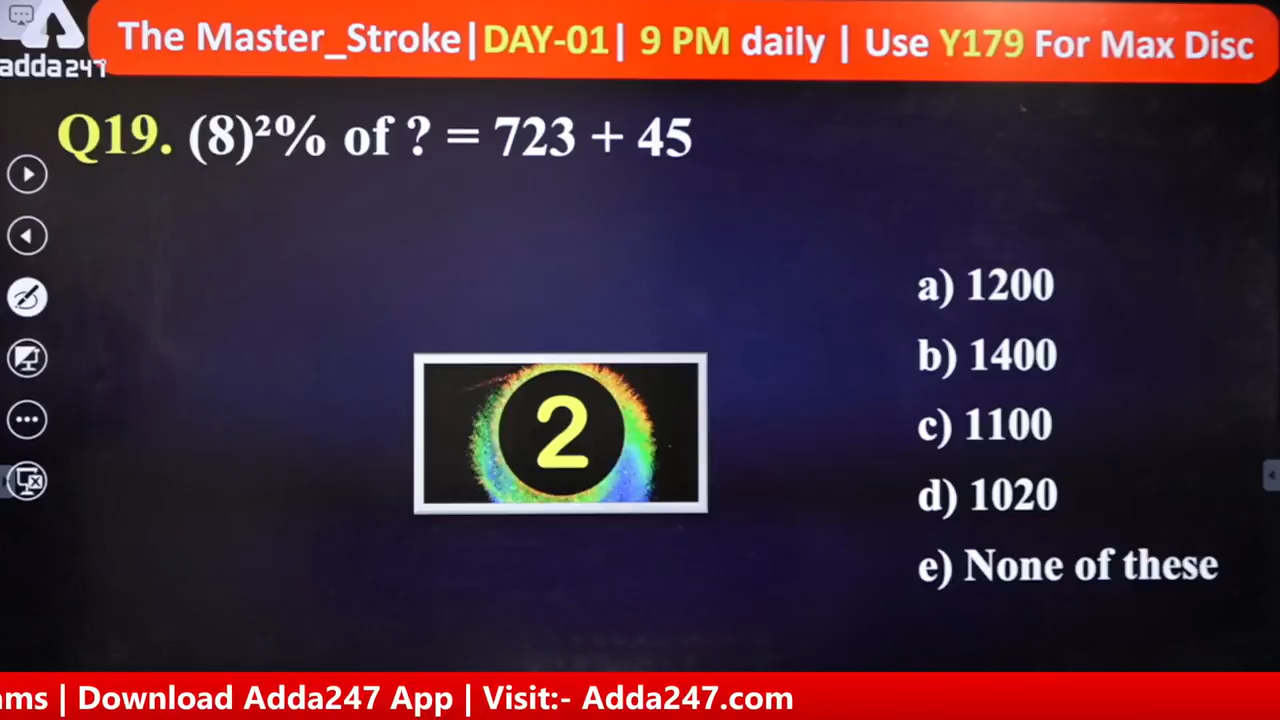 The Master_Stroke|DAY-01| 9 PM daily | Use Y179 For Max Disc
adda247
Q19. (8)²% of ? = 723 + 45
a) 1200
b) 1400
2
c) 1100
d) 1020
e) None of these
ams | Download Adda247 App | Visit:- Adda247.com